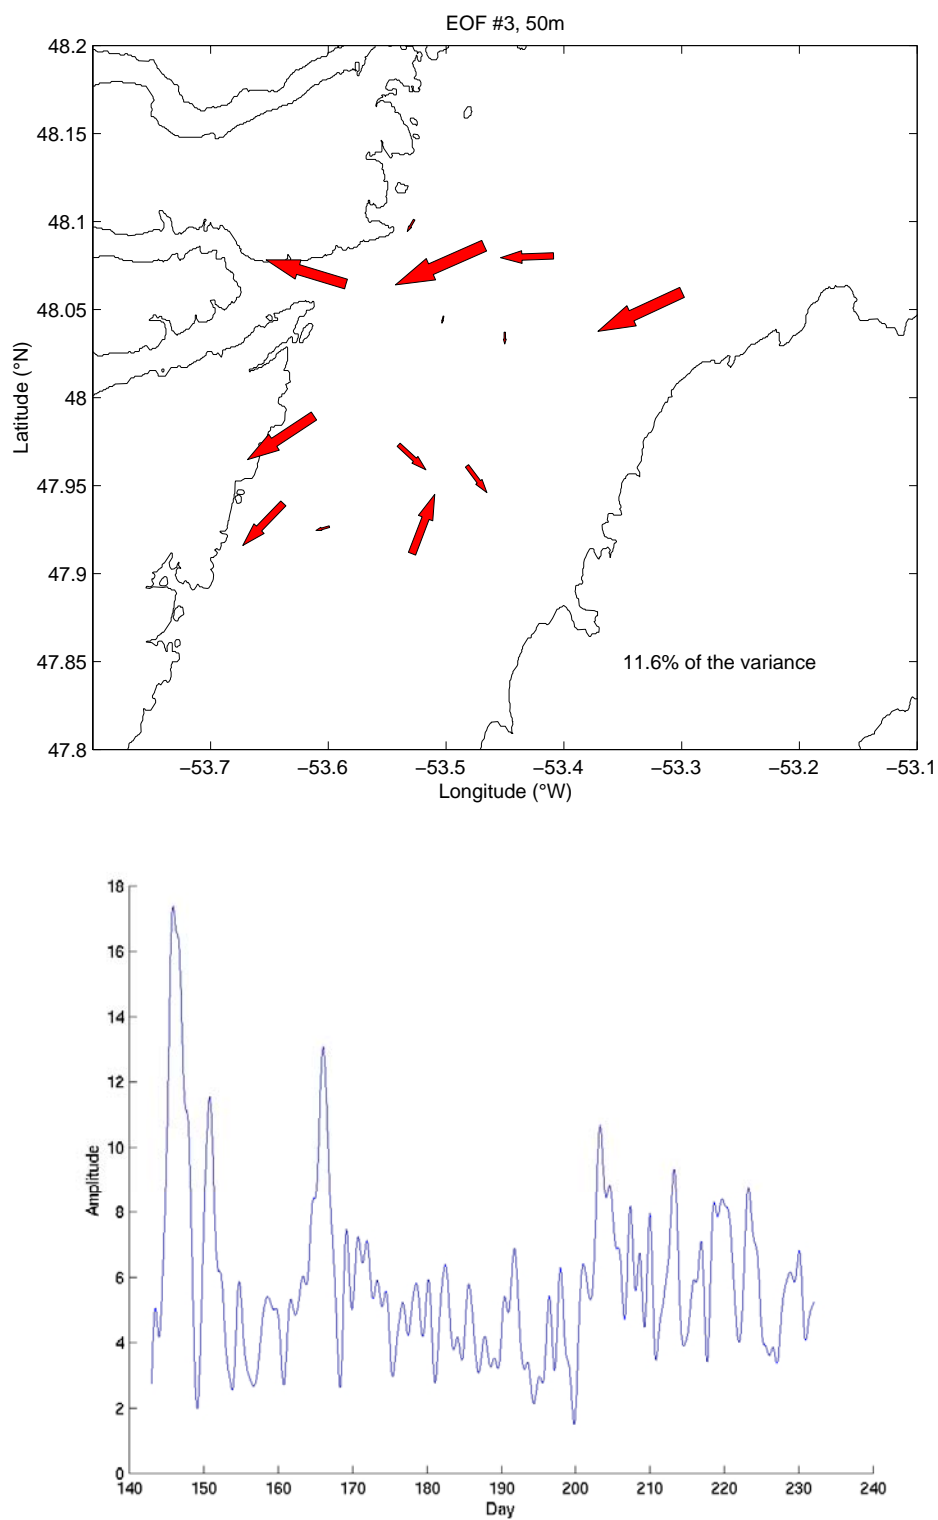 EOF #3, 50m
48.2
48.15
48.1
48.05
48
47.95
47.9
47.85
47.8
Latitude (°N)
11.6% of the variance
−53.7 −53.6 −53.5 −53.4 −53.3 −53.2 −53.1
Longitude (°W)
18
16
14
12
10
8
6
4
2
0
Amplitude
140 150 160 170 180 190 200 210 220 230 240
Day